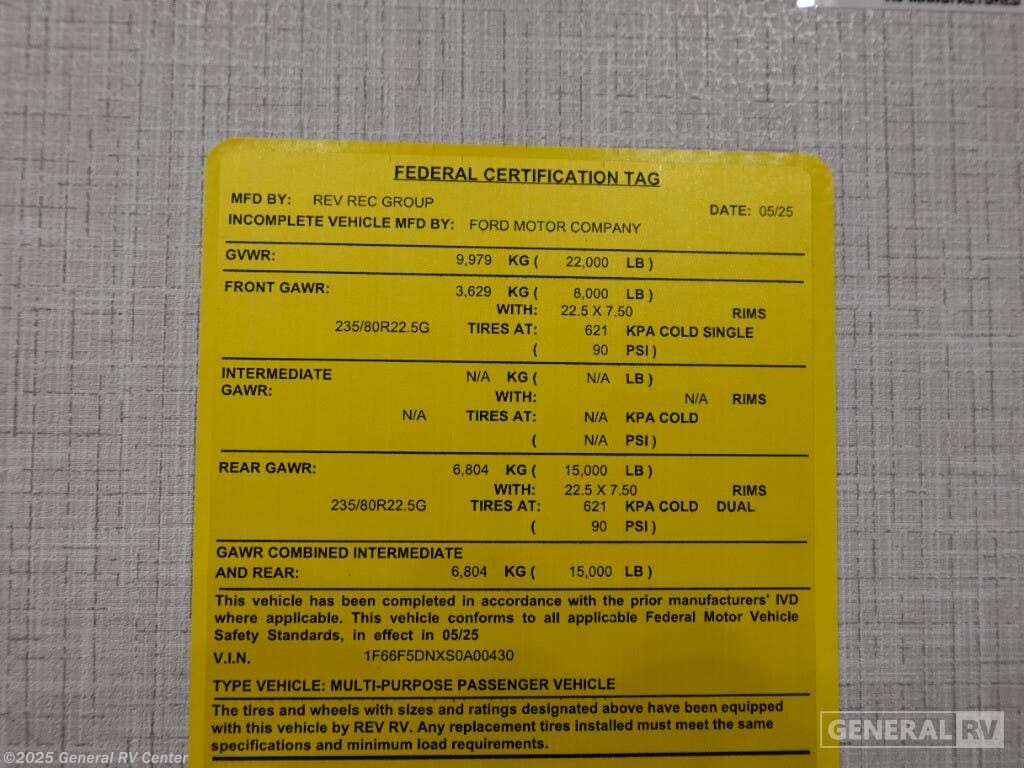 FEDERAL CERTIFICATION TAG
MFD BY: REV REC GROUP DATE: 05/25
INCOMPLETE VEHICLE MFD BY: FORD MOTOR COMPANY
GVWR: 9,979 KG ( 22,000 LB )
FRONT GAWR: 3,629 KG ( 8,000 LB )
WITH: 22.5 X 7.50 RIMS
235/80R22.5G TIRES AT: 621 KPA COLD SINGLE
( 90 PSI )
INTERMEDIATE N/A KG ( N/A LB )
GAWR: WITH: N/A RIMS
N/A TIRES AT: N/A KPA COLD
( N/A PSI )
REAR GAWR: 6,804 KG ( 15,000 LB )
WITH: 22.5 X 7.50 RIMS
235/80R22.5G TIRES AT: 621 KPA COLD DUAL
( 90 PSI )
GAWR COMBINED INTERMEDIATE
AND REAR: 6,804 KG ( 15,000 LB )
This vehicle has been completed in accordance with the prior manufacturers' IVD
where applicable. This vehicle conforms to all applicable Federal Motor Vehicle
Safety Standards, in effect in 05/25
V.I.N. 1F66F5DNXS0A00430
TYPE VEHICLE: MULTI-PURPOSE PASSENGER VEHICLE
The tires and wheels with sizes and ratings designated above have been equipped
with this vehicle by REV RV. Any replacement tires installed must meet the same
specifications and minimum load requirements.
GENERAL RV
©2025 General RV Center